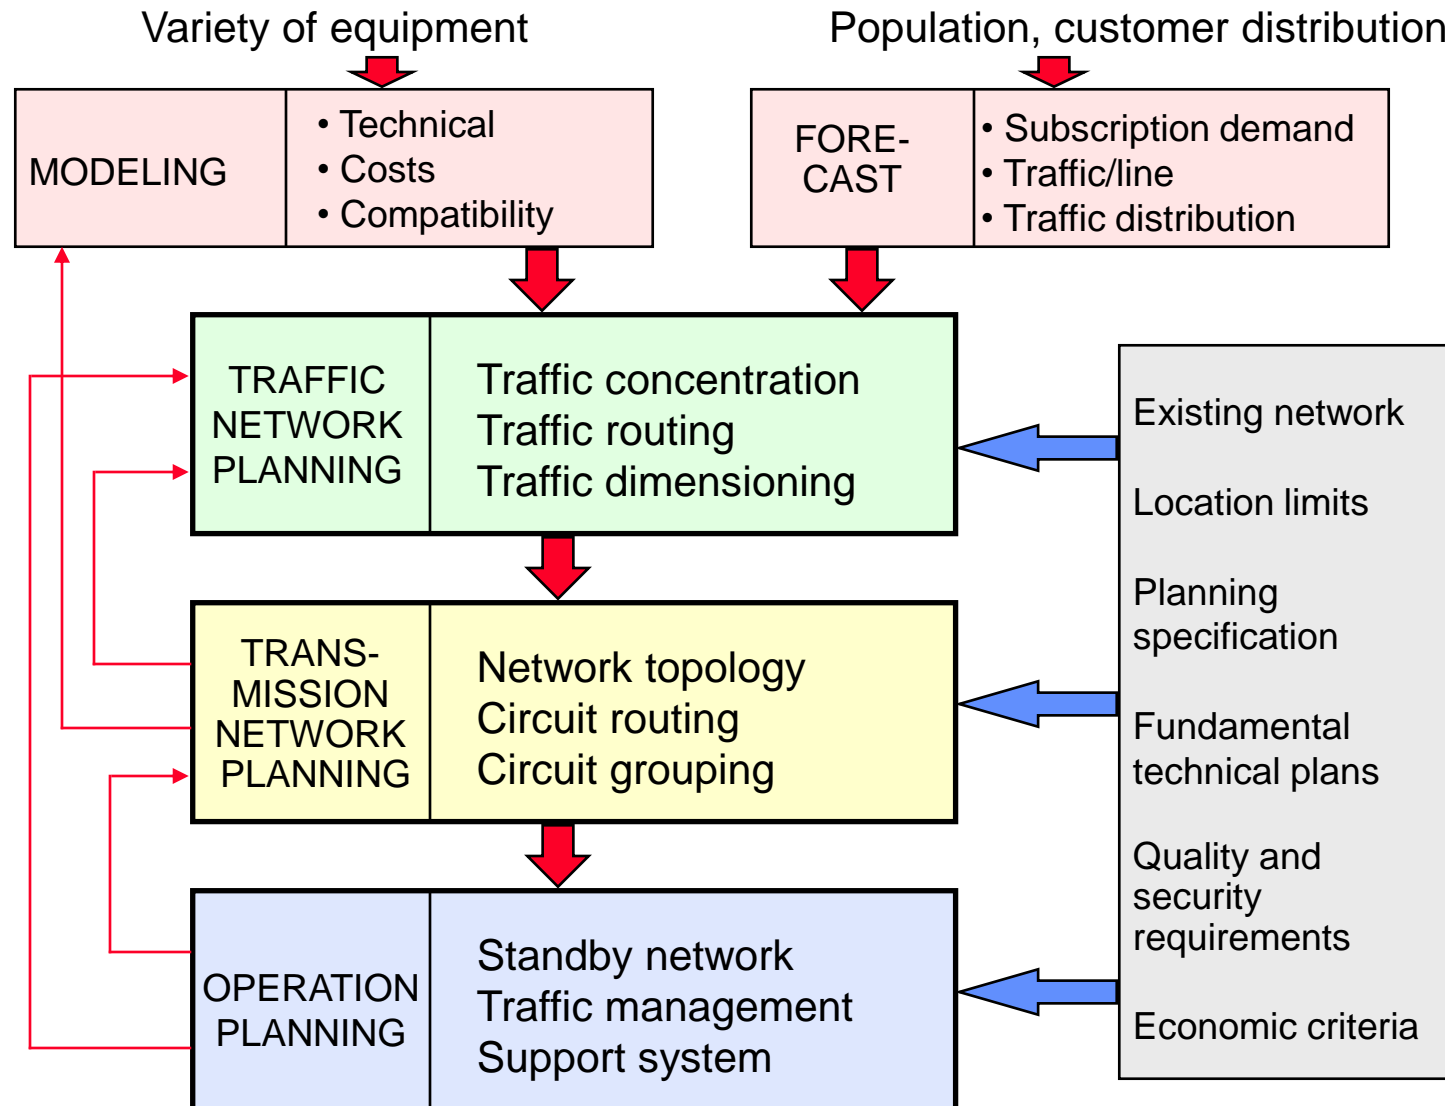 Variety of equipment
Population, customer distribution
MODELING
• Technical
• Costs
• Compatibility
FORE-
CAST
• Subscription demand
• Traffic/line
• Traffic distribution
TRAFFIC
NETWORK
PLANNING
Traffic concentration
Traffic routing
Traffic dimensioning
TRANS-
MISSION
NETWORK
PLANNING
Network topology
Circuit routing
Circuit grouping
OPERATION
PLANNING
Standby network
Traffic management
Support system
Existing network
Location limits
Planning
specification
Fundamental
technical plans
Quality and
security
requirements
Economic criteria